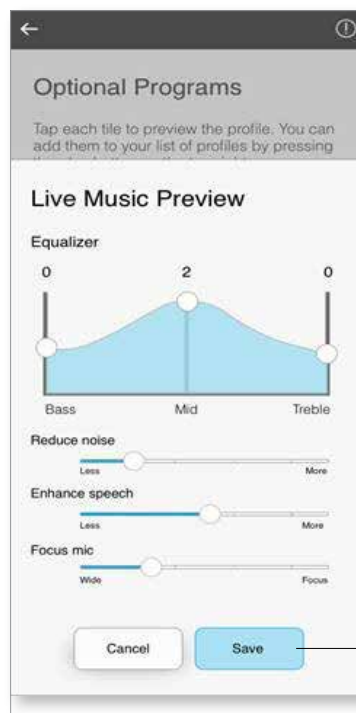 Optional Programs
Tap each tile to preview the profile. You can
add them to your list of profiles by pressing
Live Music Preview
Equalizer
0 2 0
Bass Mid Treble
Reduce noise
Less More
Enhance speech
Less More
Focus mic
Wide Focus
Cancel Save